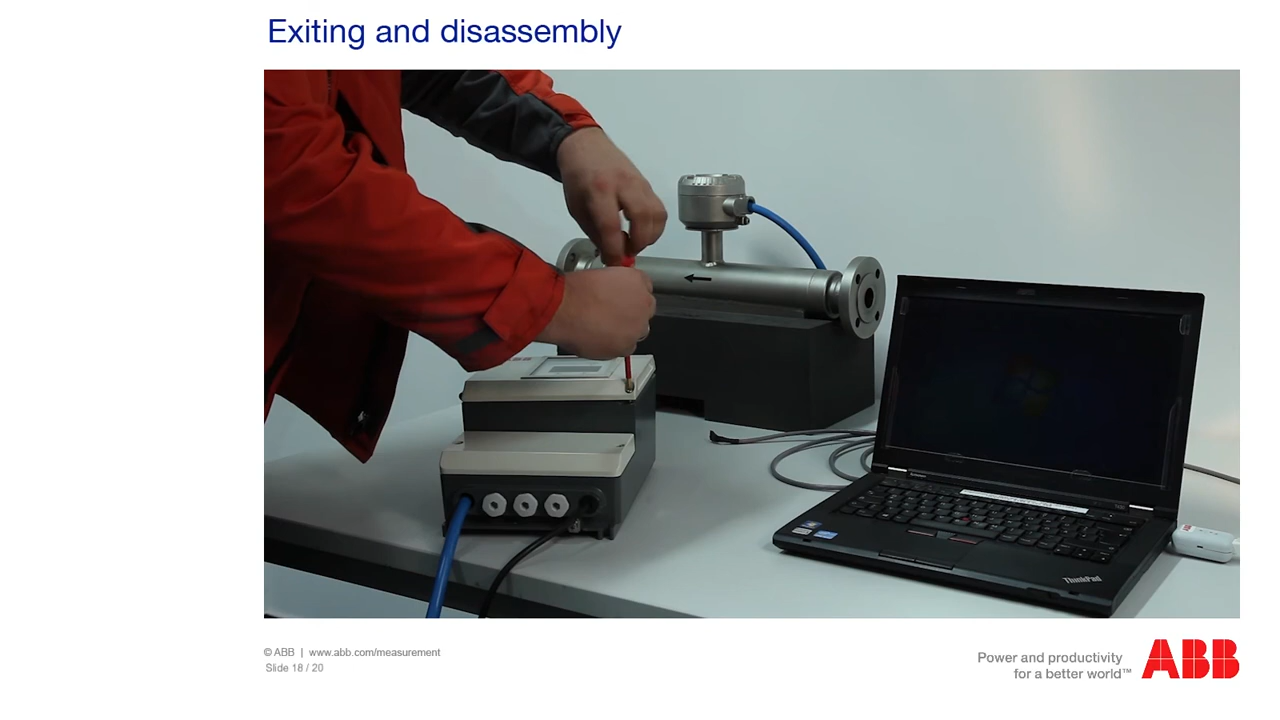 Exiting and disassembly
ABB
ThinkPad
© ABB | www.abb.com/measurement
Slide 18 / 20
Power and productivity
for a better world™
ABB